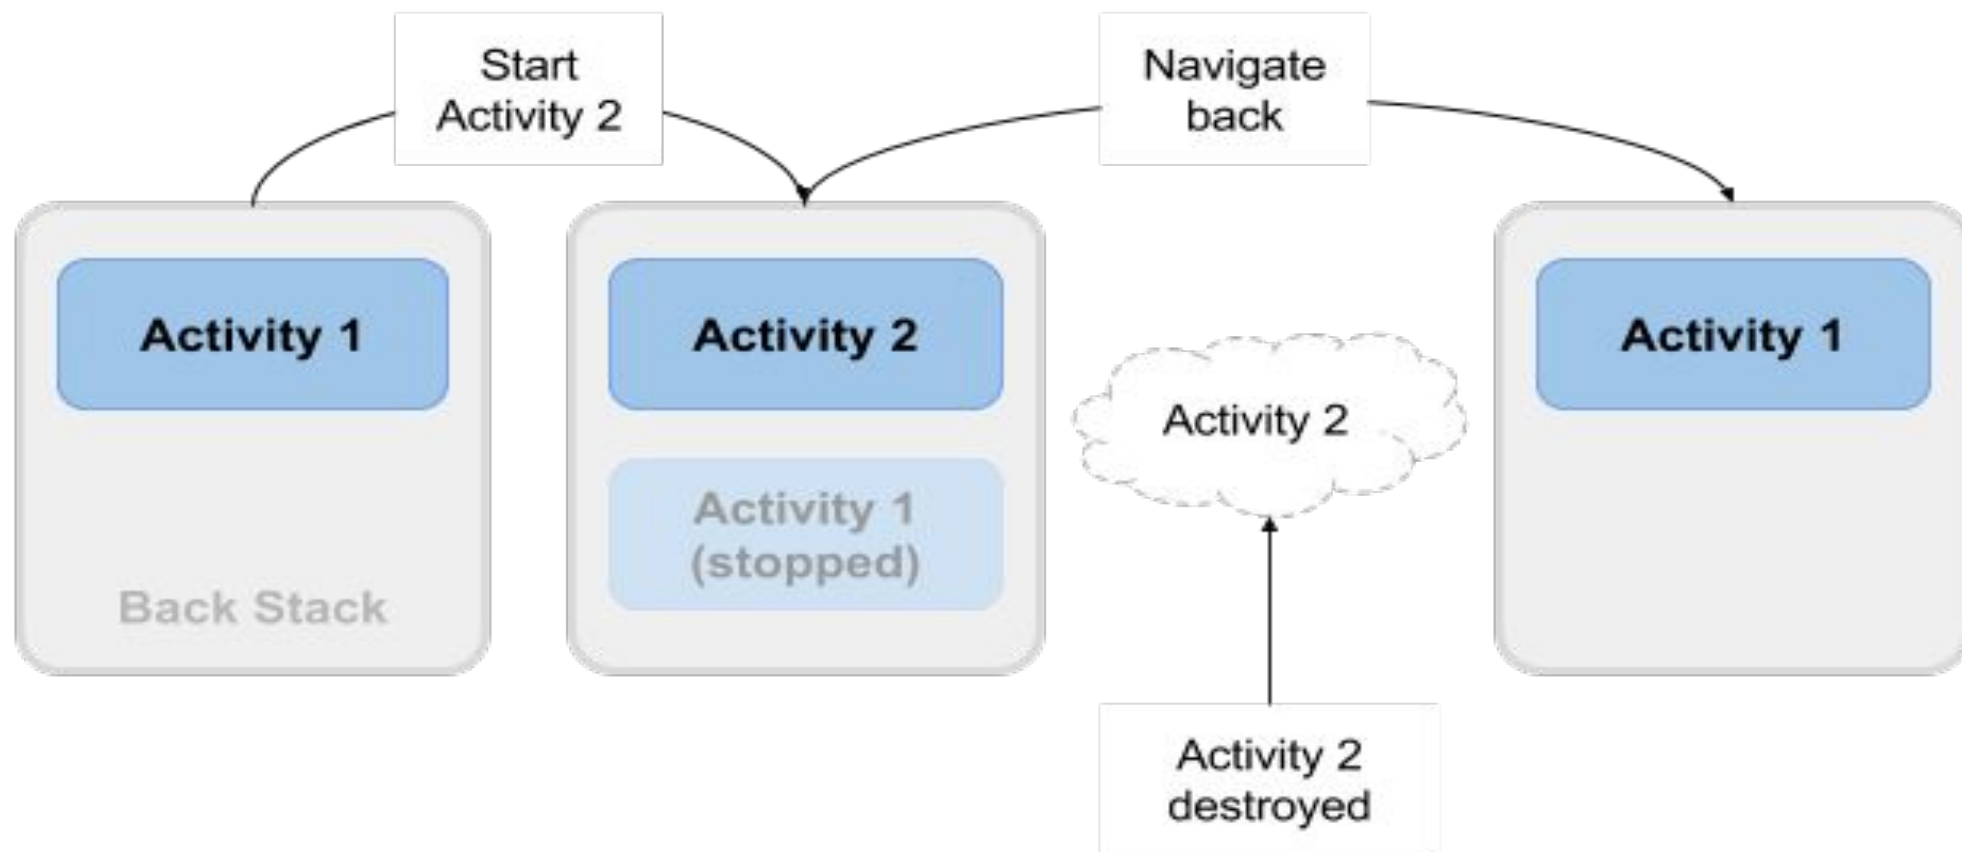 Start
Activity 2
Navigate
back
Activity 1
Back Stack
Activity 2
Activity 1
(stopped)
Activity 2
Activity 2
destroyed
Activity 1